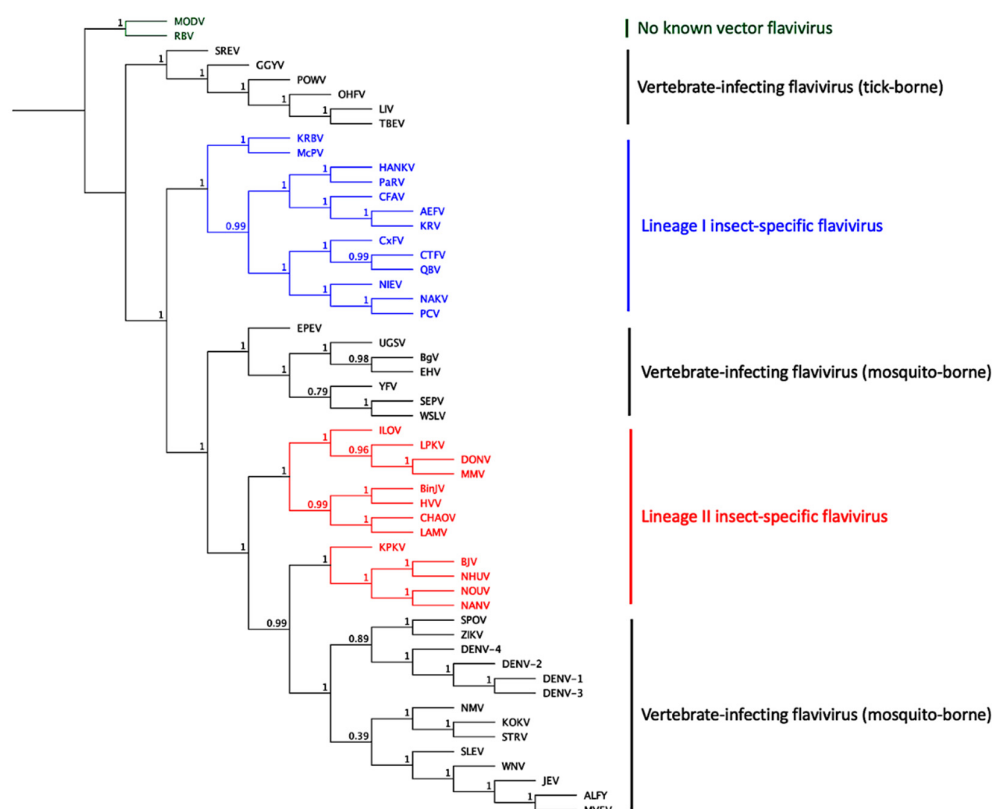 1 MODV
RBV
No known vector flavivirus
1 SREV
1 GGYV
1 POWV
1 OHFV
1 LIV
1 TBEV
Vertebrate-infecting flavivirus (tick-borne)
1 KRBV
McPV
1
1 HANKV
1 PaRV
1 CFAV
1 AEFV
KRV
0.99
1 CxFV
0.99 CTFV
QBV
1
1 NIEV
1 NAKV
PCV
Lineage I insect-specific flavivirus
1
1 EPEV
1 UGSV
0.98 BgV
EHV
1
0.79 YFV
1 SEPV
WSLV
Vertebrate-infecting flavivirus (mosquito-borne)
1
1 ILOV
0.96 LPKV
1 DONV
MMV
1
1 BinJV
0.99 HVV
1 CHAOV
LAMV
1
1 KPKV
1 BJV
1 NHUV
1 NOUV
NANV
Lineage II insect-specific flavivirus
0.99
1 SPOV
0.89 ZIKV
1 DENV-4
1 DENV-2
1 DENV-1
DENV-3
1
1 NMV
1 KOKV
0.39 STRV
1 SLEV
1 WNV
1 JEV
1 ALFY
Vertebrate-infecting flavivirus (mosquito-borne)